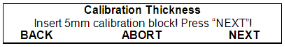 Calibration Thickness
Insert 5mm calibration block! Press “NEXT”!
BACK ABORT NEXT